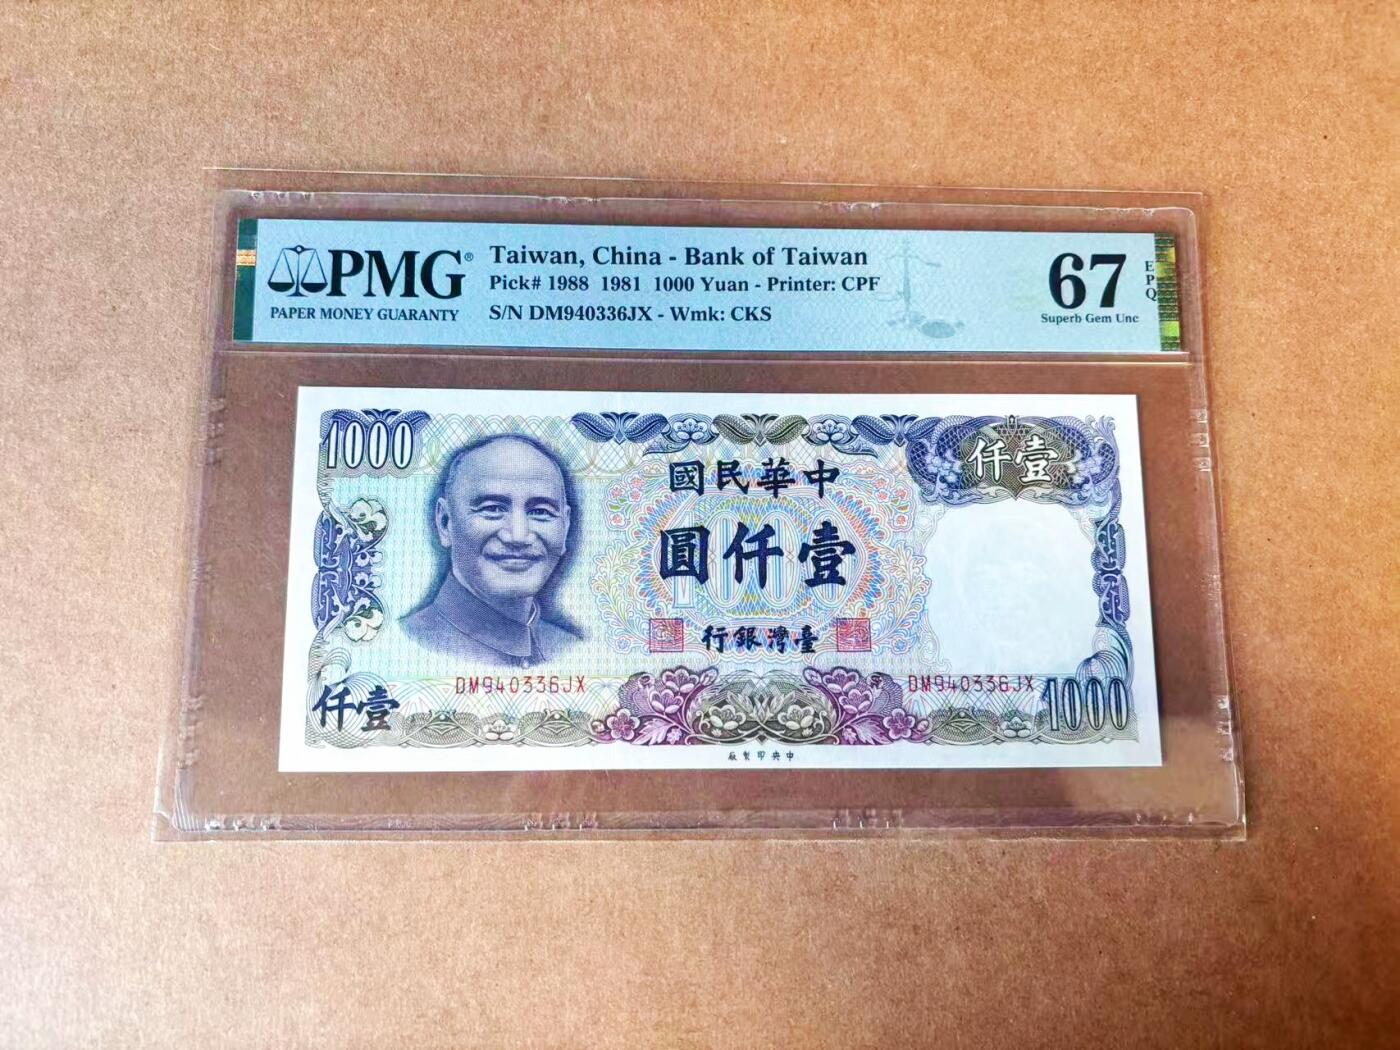 PMG®
PAPER MONEY GUARANTY
Taiwan, China - Bank of Taiwan
Pick# 1988 1981 1000 Yuan - Printer: CPF
S/N DM940336JX - Wmk: CKS
67
EPQ
Superb Gem Unc
1000
仟壹
國民華中
圓仟壹
1000
行銀灣臺
DM940336JX
DM940336JX
仟壹
1000
廠製印央中